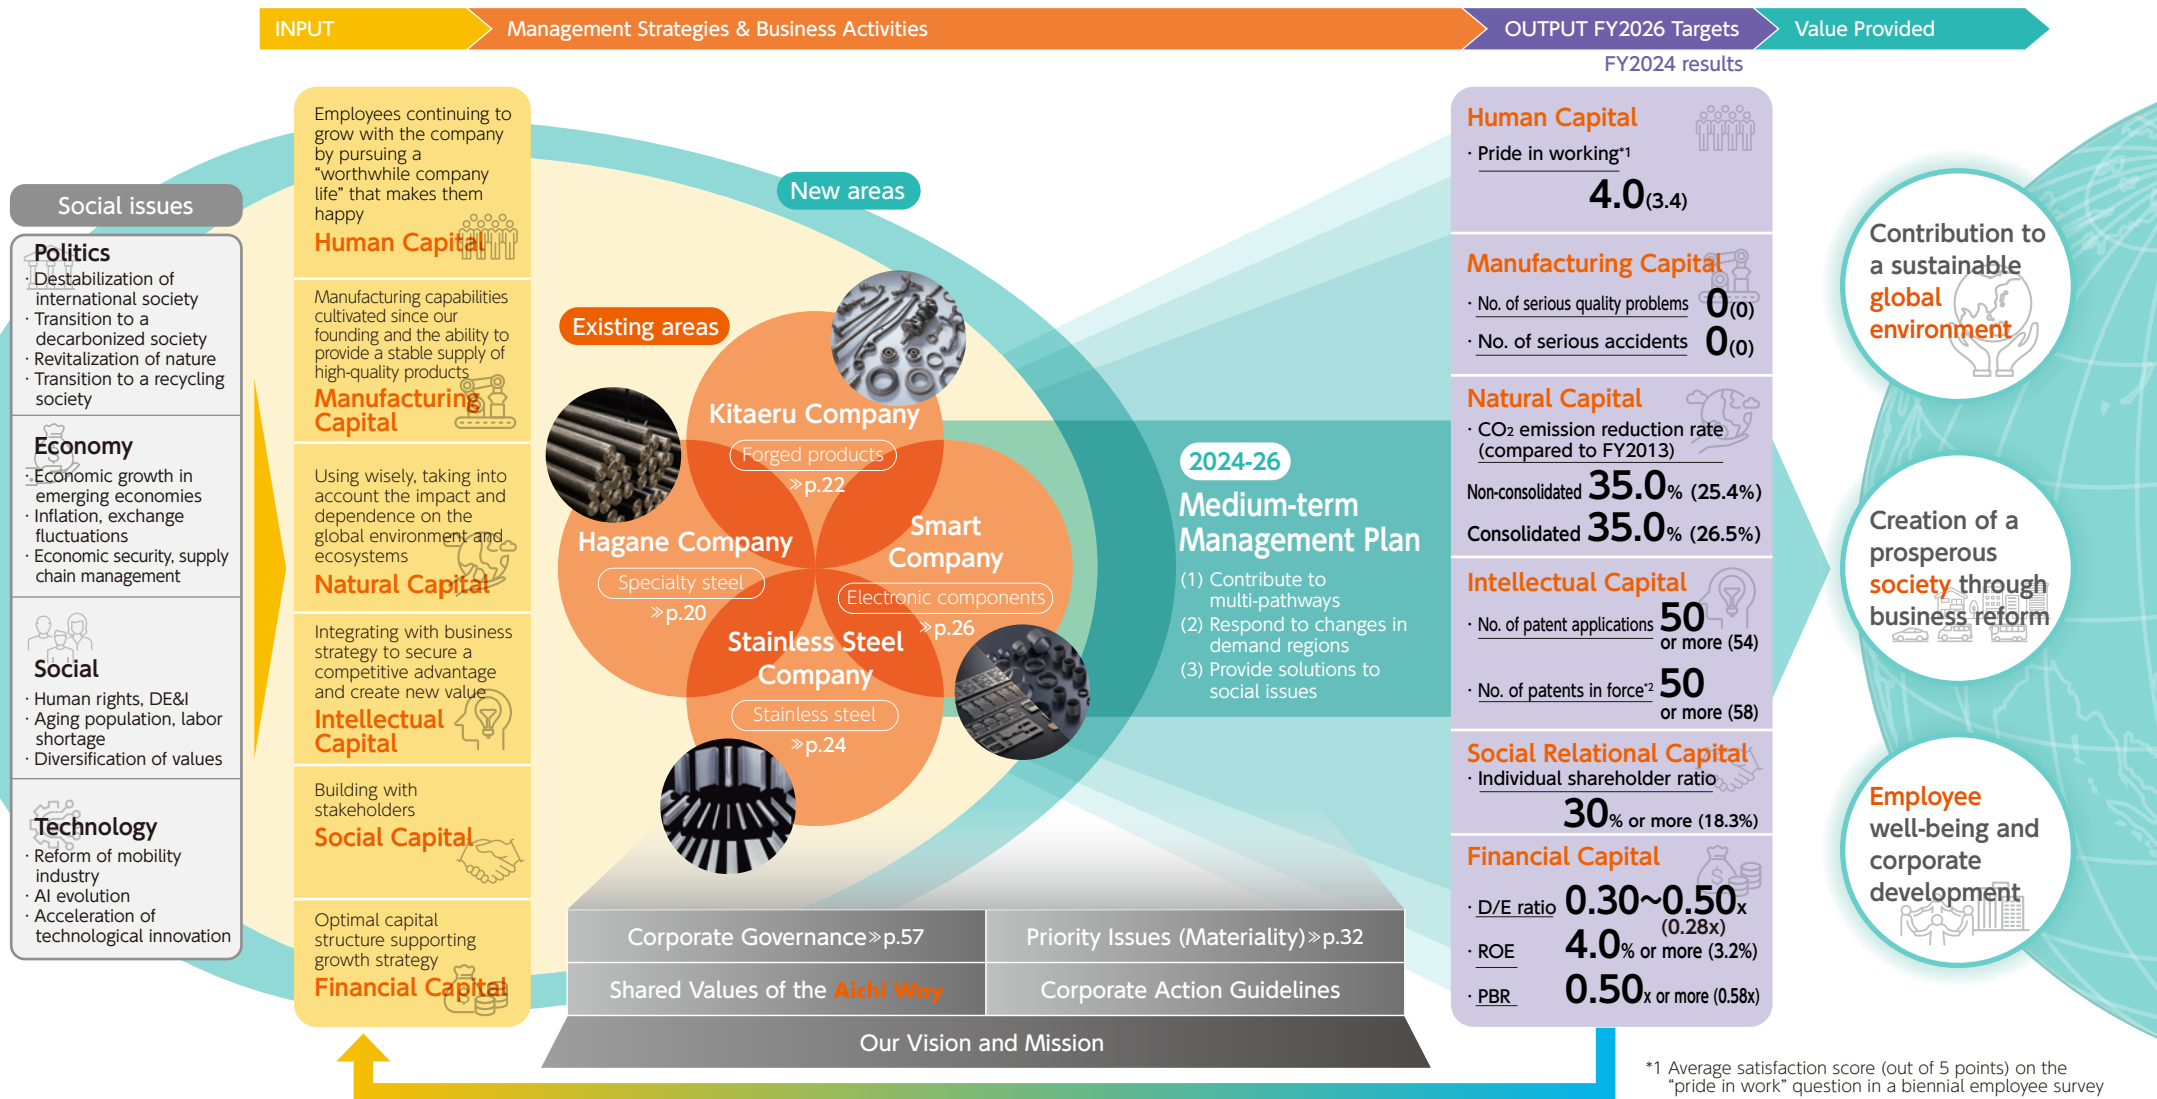 INPUT
Management Strategies & Business Activities
OUTPUT FY2026 Targets
Value Provided
FY2024 results
Social issues
Politics
· Destabilization of
international society
· Transition to a
decarbonized society
· Revitalization of nature
· Transition to a recycling
society
Economy
· Economic growth in
emerging economies
· Inflation, exchange
fluctuations
· Economic security, supply
chain management
Social
· Human rights, DE&I
· Aging population, labor
shortage
· Diversification of values
Technology
· Reform of mobility
industry
· AI evolution
· Acceleration of
technological innovation
Employees continuing to
grow with the company
by pursuing a
“worthwhile company
life” that makes them
happy
Human Capital
Manufacturing capabilities
cultivated since our
founding and the ability to
provide a stable supply of
high-quality products
Manufacturing
Capital
Using wisely, taking into
account the impact and
dependence on the
global environment and
ecosystems
Natural Capital
Integrating with business
strategy to secure a
competitive advantage
and create new value
Intellectual
Capital
Building with
stakeholders
Social Capital
Optimal capital
structure supporting
growth strategy
Financial Capital
New areas
Existing areas
Kitaeru Company
Forged products
≫p.22
Hagane Company
Specialty steel
≫p.20
Smart
Company
Electronic components
≫p.26
Stainless Steel
Company
Stainless steel
≫p.24
2024-26
Medium-term
Management Plan
(1) Contribute to
multi-pathways
(2) Respond to changes in
demand regions
(3) Provide solutions to
social issues
Corporate Governance≫p.57
Priority Issues (Materiality)≫p.32
Shared Values of the Aichi Way
Corporate Action Guidelines
Our Vision and Mission
Human Capital
· Pride in working*1
4.0(3.4)
Manufacturing Capital
· No. of serious quality problems 0(0)
· No. of serious accidents 0(0)
Natural Capital
· CO2 emission reduction rate
(compared to FY2013)
Non-consolidated 35.0% (25.4%)
Consolidated 35.0% (26.5%)
Intellectual Capital
· No. of patent applications 50
or more (54)
· No. of patents in force*2 50
or more (58)
Social Relational Capital
· Individual shareholder ratio
30% or more (18.3%)
Financial Capital
· D/E ratio 0.30~0.50x
(0.28x)
· ROE 4.0% or more (3.2%)
· PBR 0.50x or more (0.58x)
Contribution to
a sustainable
global
environment
Creation of a
prosperous
society through
business reform
Employee
well-being and
corporate
development
*1 Average satisfaction score (out of 5 points) on the
“pride in work” question in a biennial employee survey